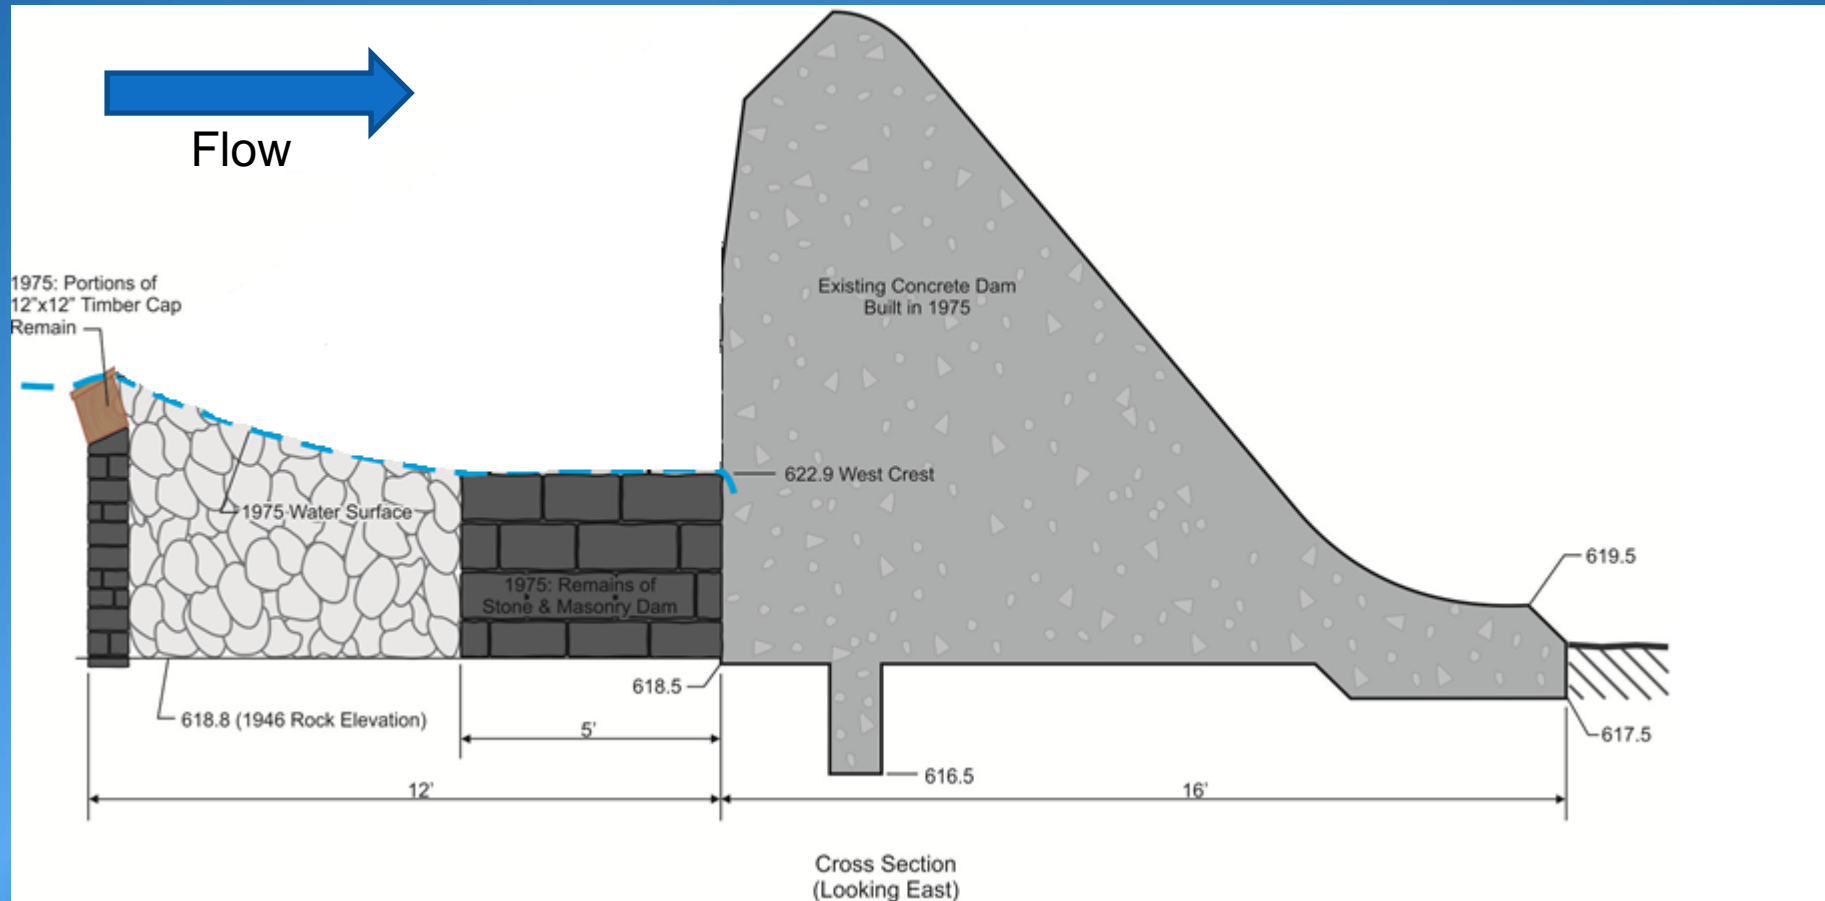 Flow
1975: Portions of
12"x12" Timber Cap
Remain
Existing Concrete Dam
Built in 1975
622.9 West Crest
1975 Water Surface
619.5
1975: Remains of
Stone & Masonry Dam
618.5
618.8 (1946 Rock Elevation)
5'
617.5
616.5
12'
16'
Cross Section
(Looking East)